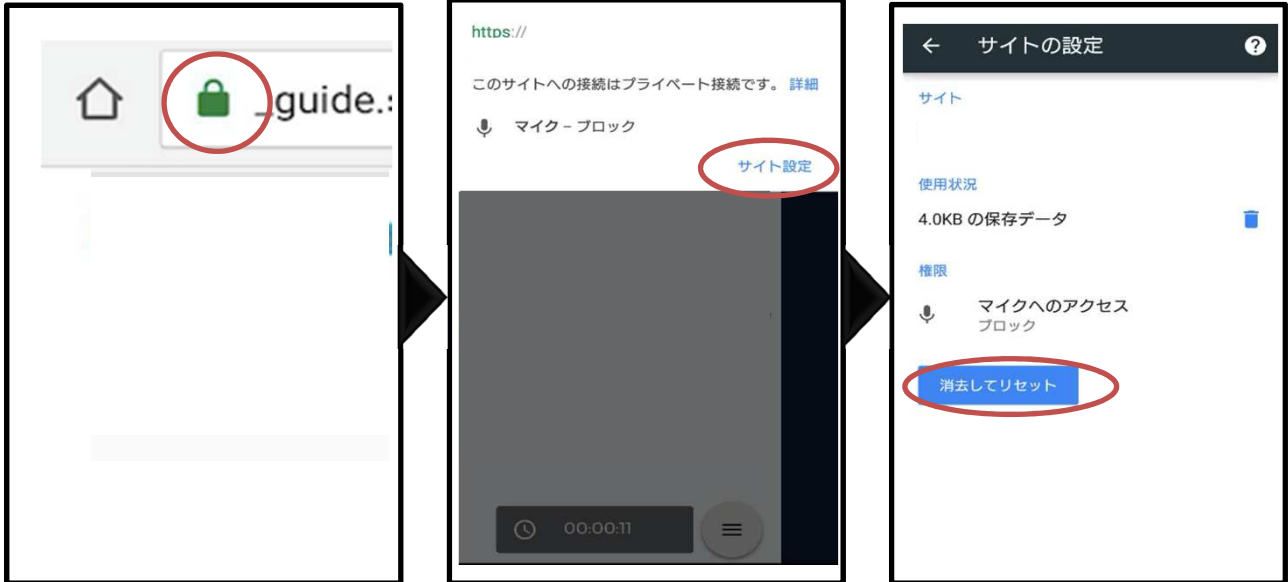 _guide.s
https://
このサイトへの接続はプライベート接続です。 詳細
マイク – ブロック
サイト設定
00:00:11
サイトの設定
サイト
使用状況
4.0KB の保存データ
権限
マイクへのアクセス
ブロック
消去してリセット